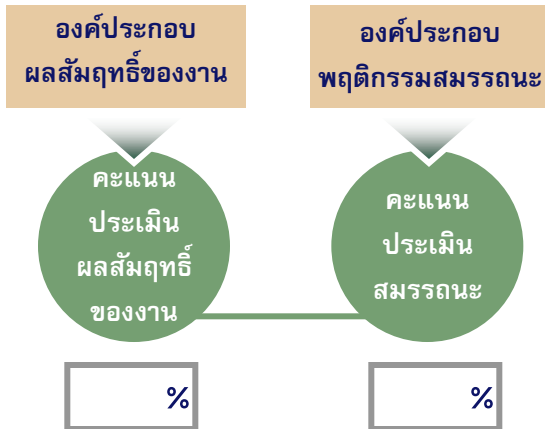 องค์ประกอบ
ผลสัมฤทธิ์ของงาน
องค์ประกอบ
พฤติกรรมสมรรถนะ
คะแนน
ประเมิน
ผลสัมฤทธิ์
ของงาน
คะแนน
ประเมิน
สมรรถนะ
%
%